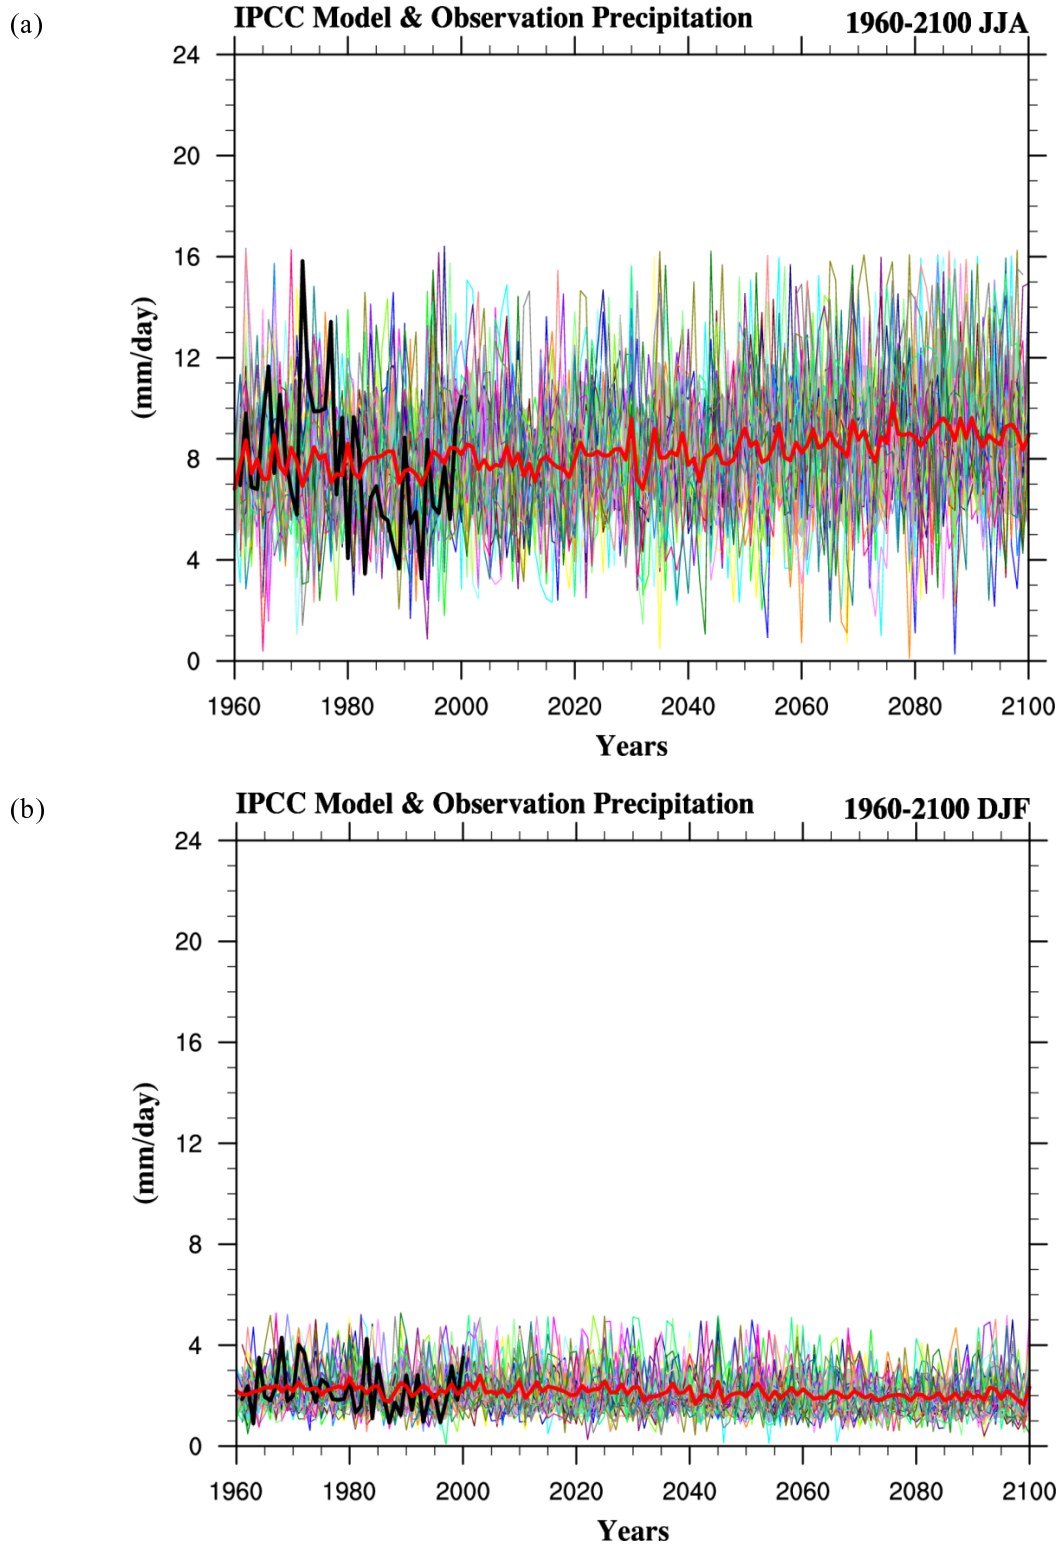 (a)
IPCC Model & Observation Precipitation 1960-2100 JJA
24
20
16
12
8
4
0
(mm/day)
1960 1980 2000 2020 2040 2060 2080 2100
Years
(b)
IPCC Model & Observation Precipitation 1960-2100 DJF
24
20
16
12
8
4
0
(mm/day)
1960 1980 2000 2020 2040 2060 2080 2100
Years